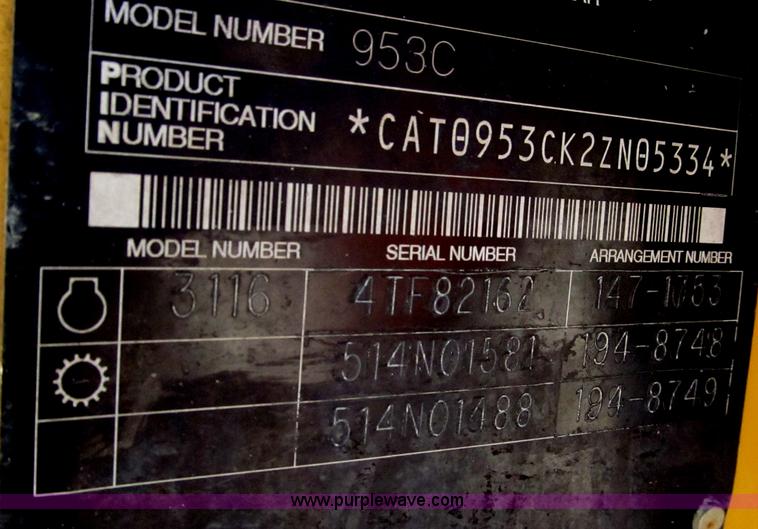 MODEL NUMBER 953C
PRODUCT
IDENTIFICATION
NUMBER *CAT0953CK2ZN05334*
MODEL NUMBER SERIAL NUMBER ARRANGEMENT NUMBER
3116 4TF82162 147-1753
514N01581 194-8748
514N01488 194-8749
www.purplewave.com